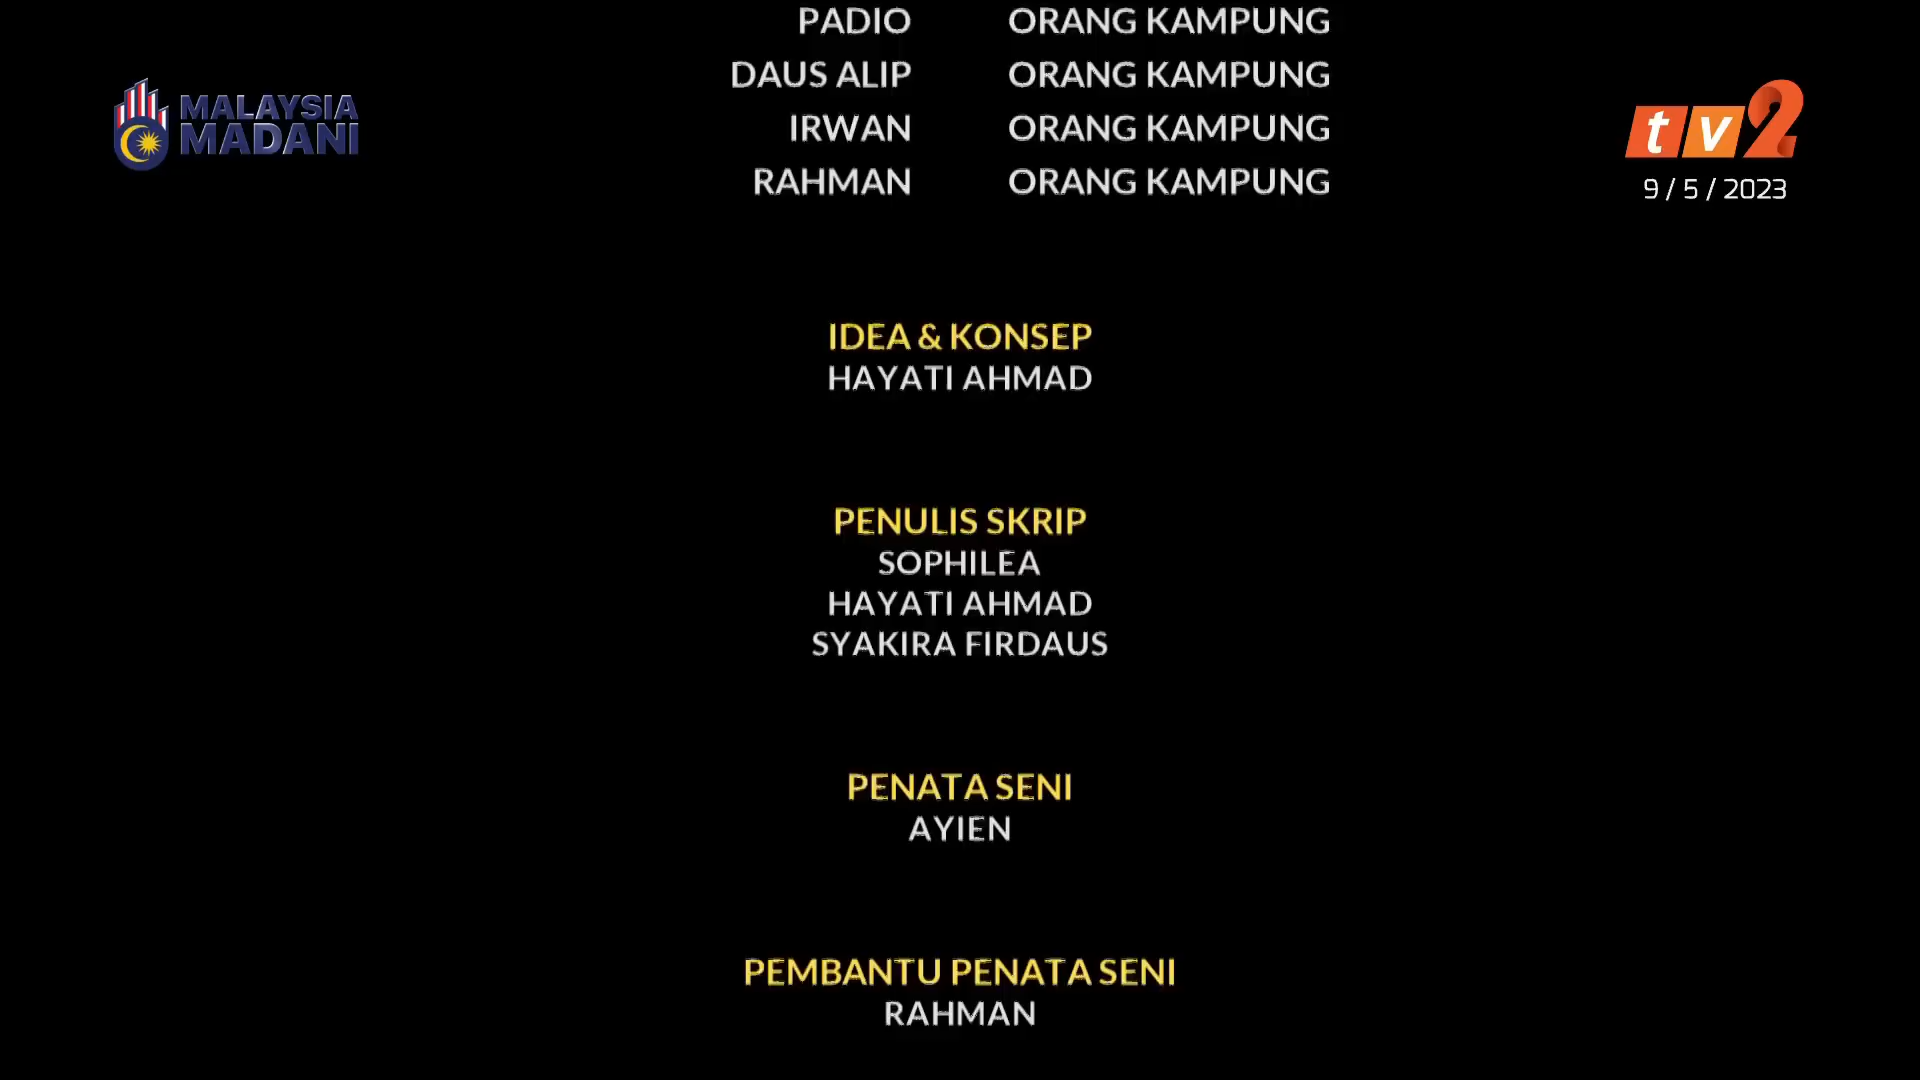 PADIO ORANG KAMPUNG
DAUS ALIP ORANG KAMPUNG
IRWAN ORANG KAMPUNG
RAHMAN ORANG KAMPUNG
MALAYSIA
MADANI
tv2
9 / 5 / 2023
IDEA & KONSEP
HAYATI AHMAD
PENULIS SKRIP
SOPHILEA
HAYATI AHMAD
SYAKIRA FIRDAUS
PENATA SENI
AYIEN
PEMBANTU PENATA SENI
RAHMAN